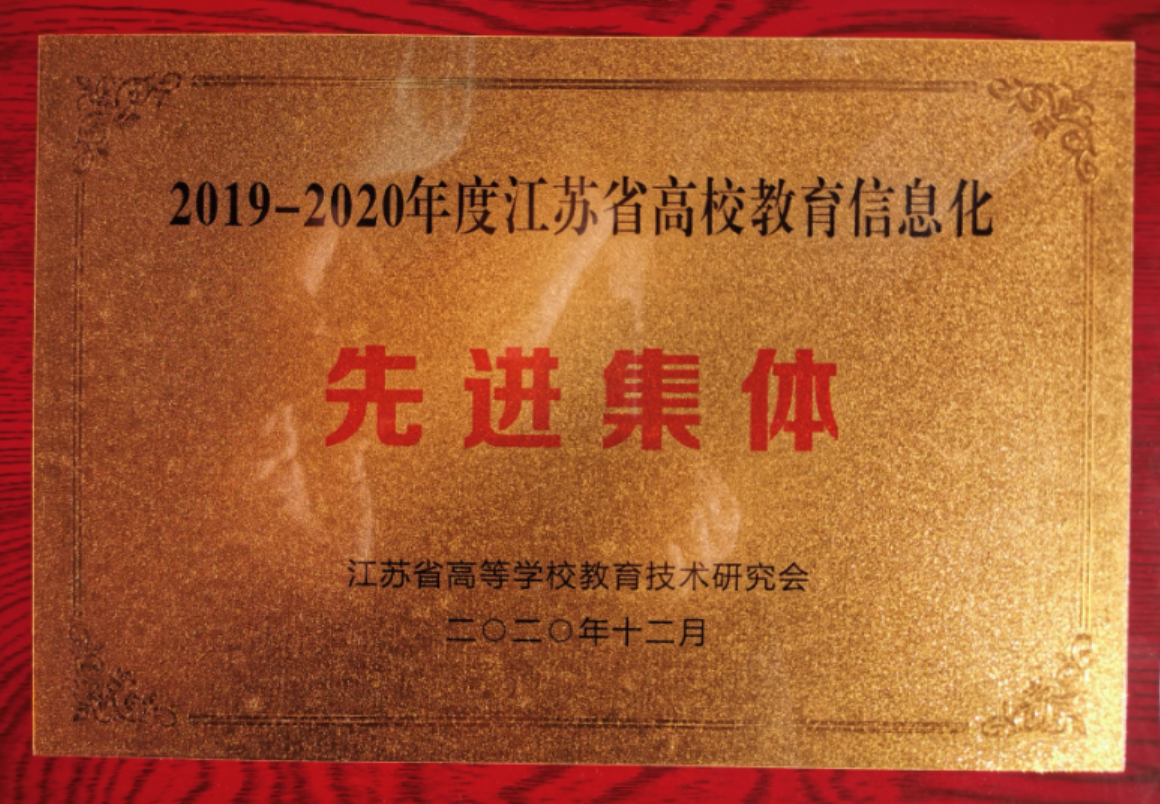 2019-2020年度江苏省高校教育信息化
先进集体
江苏省高等学校教育技术研究会
二〇二〇年十二月